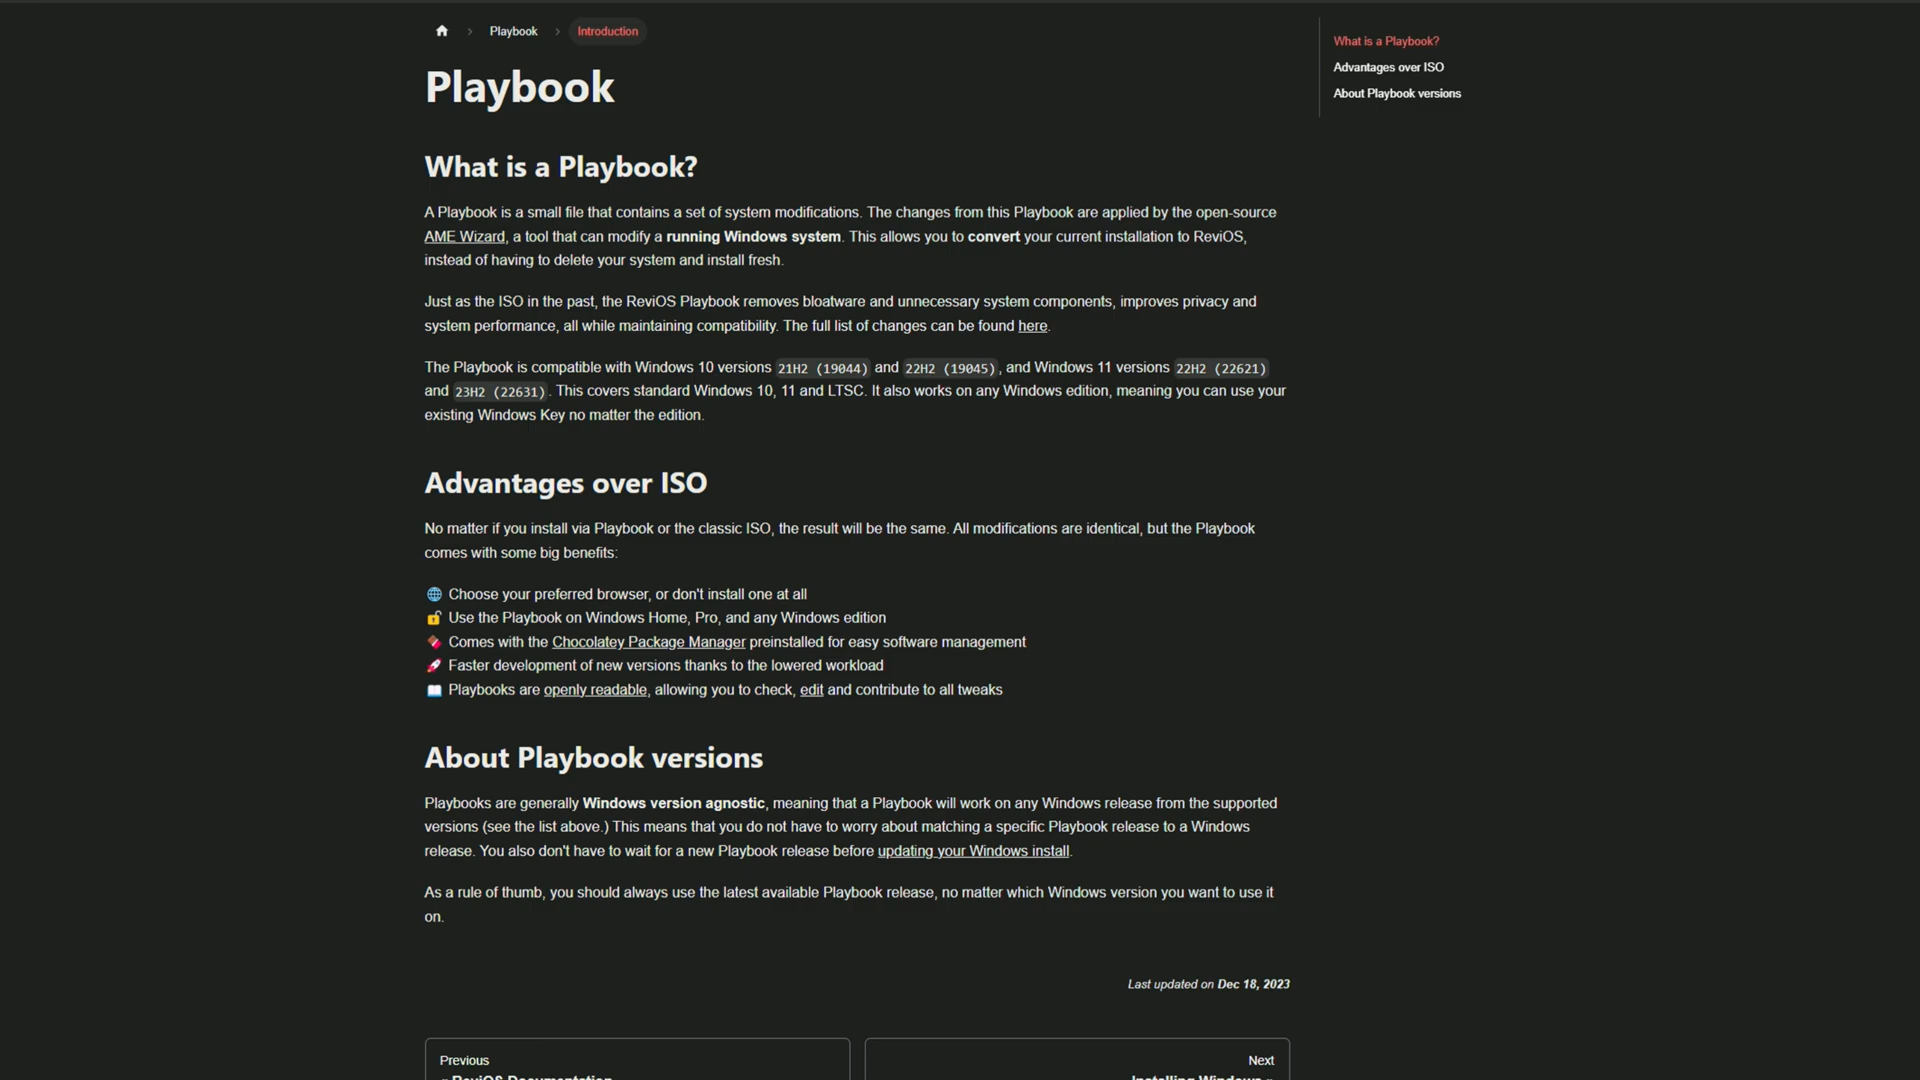 Playbook
Introduction
What is a Playbook?
Advantages over ISO
About Playbook versions
Playbook
What is a Playbook?
A Playbook is a small file that contains a set of system modifications. The changes from this Playbook are applied by the open-source
AME Wizard, a tool that can modify a running Windows system. This allows you to convert your current installation to ReviOS,
instead of having to delete your system and install fresh.
Just as the ISO in the past, the ReviOS Playbook removes bloatware and unnecessary system components, improves privacy and
system performance, all while maintaining compatibility. The full list of changes can be found here.
The Playbook is compatible with Windows 10 versions 21H2 (19044) and 22H2 (19045), and Windows 11 versions 22H2 (22621)
and 23H2 (22631). This covers standard Windows 10, 11 and LTSC. It also works on any Windows edition, meaning you can use your
existing Windows Key no matter the edition.
Advantages over ISO
No matter if you install via Playbook or the classic ISO, the result will be the same. All modifications are identical, but the Playbook
comes with some big benefits:
Choose your preferred browser, or don't install one at all
Use the Playbook on Windows Home, Pro, and any Windows edition
Comes with the Chocolatey Package Manager preinstalled for easy software management
Faster development of new versions thanks to the lowered workload
Playbooks are openly readable, allowing you to check, edit and contribute to all tweaks
About Playbook versions
Playbooks are generally Windows version agnostic, meaning that a Playbook will work on any Windows release from the supported
versions (see the list above.) This means that you do not have to worry about matching a specific Playbook release to a Windows
release. You also don't have to wait for a new Playbook release before updating your Windows install.
As a rule of thumb, you should always use the latest available Playbook release, no matter which Windows version you want to use it
on.
Last updated on Dec 18, 2023
Previous
« ReviOS Documentation
Next
Installing Windows »